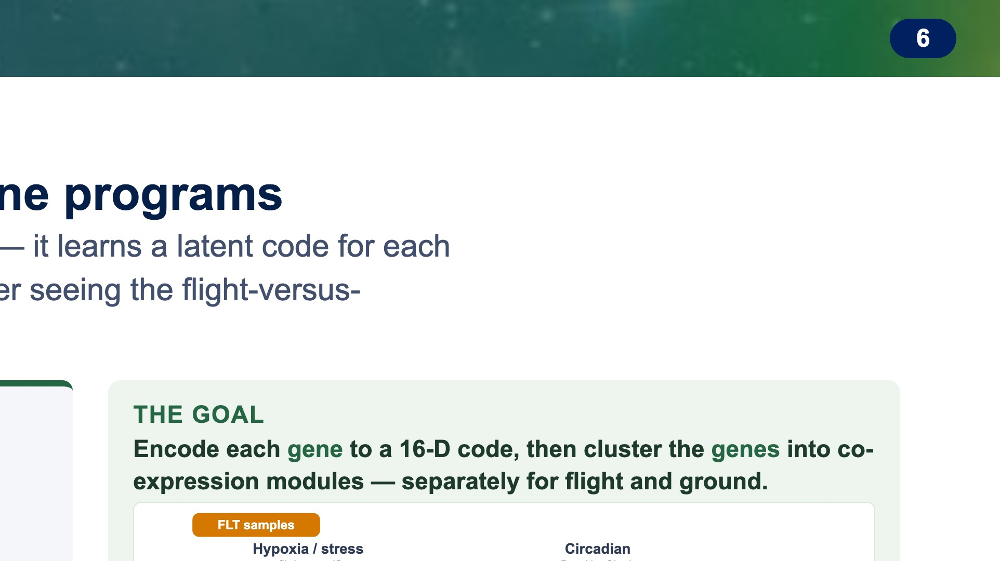 6
ne programs
— it learns a latent code for each
er seeing the flight-versus-
THE GOAL
Encode each gene to a 16-D code, then cluster the genes into co-
expression modules — separately for flight and ground.
FLT samples
Hypoxia / stress
Circadian